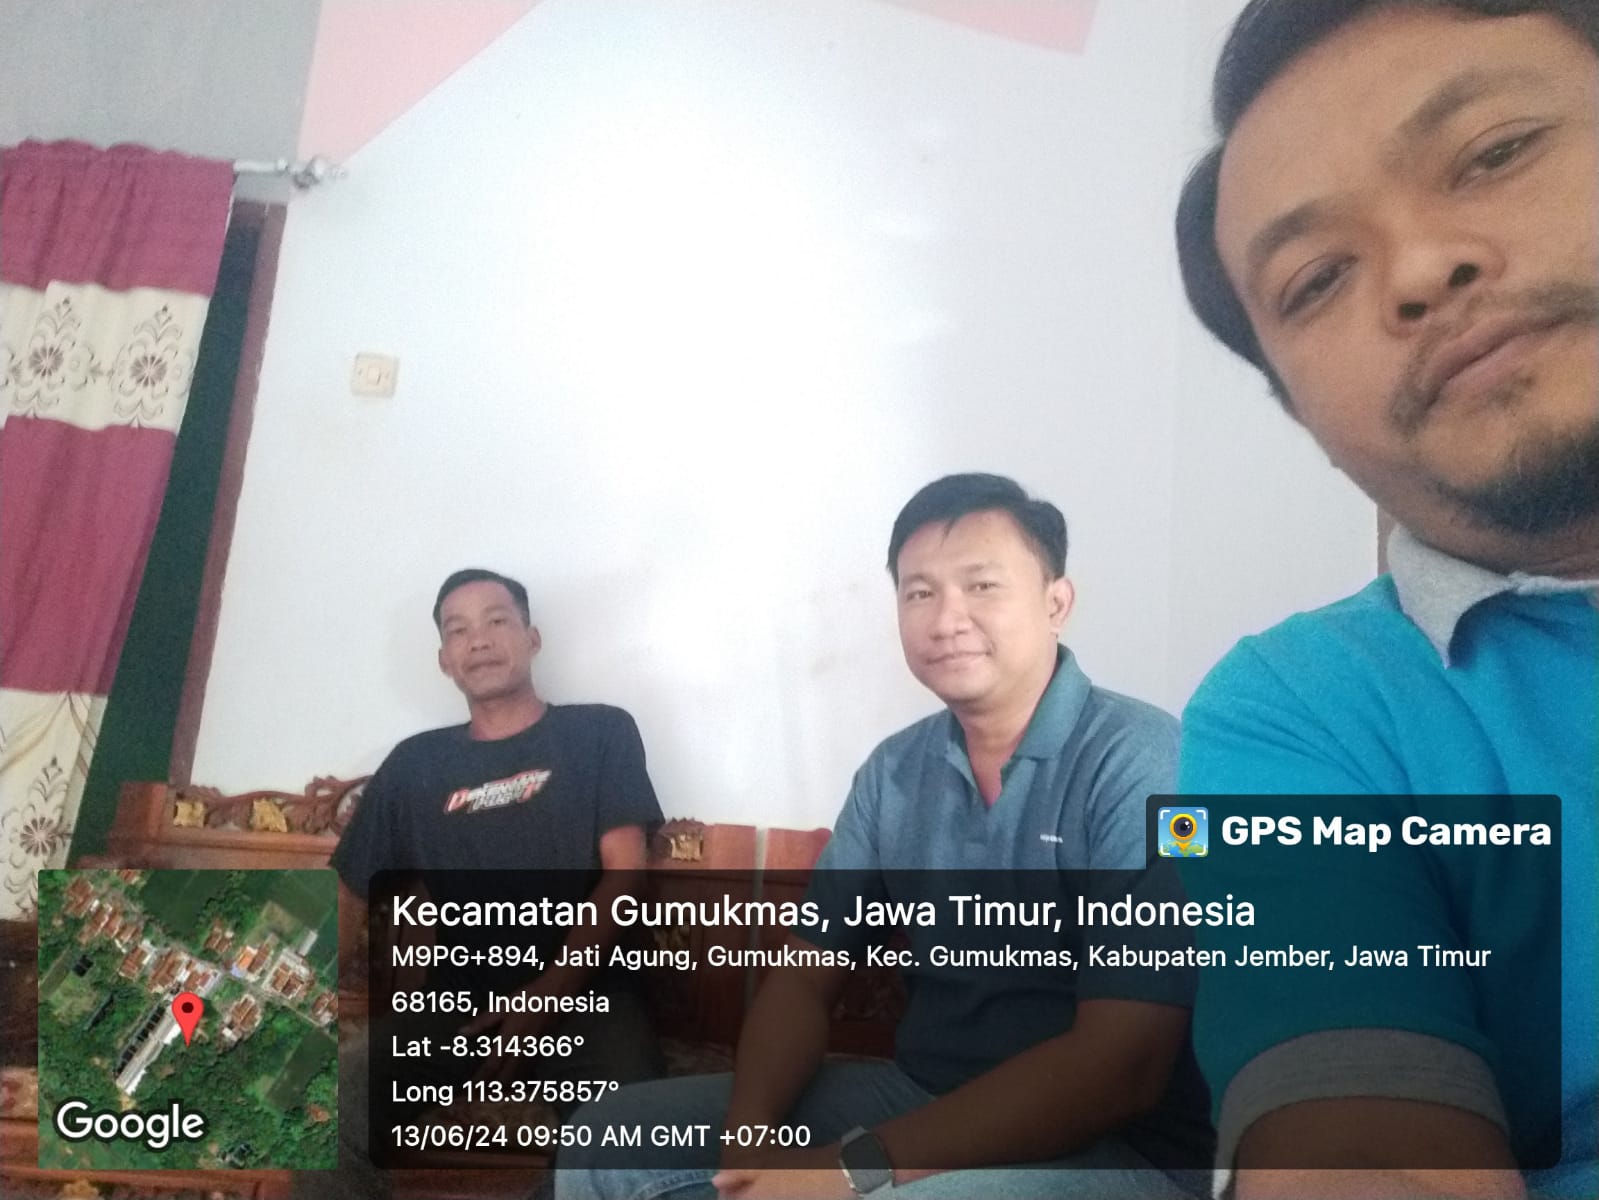 GPS Map Camera
Kecamatan Gumukmas, Jawa Timur, Indonesia
M9PG+894, Jati Agung, Gumukmas, Kec. Gumukmas, Kabupaten Jember, Jawa Timur
68165, Indonesia
Lat -8.314366°
Long 113.375857°
13/06/24 09:50 AM GMT +07:00
Google